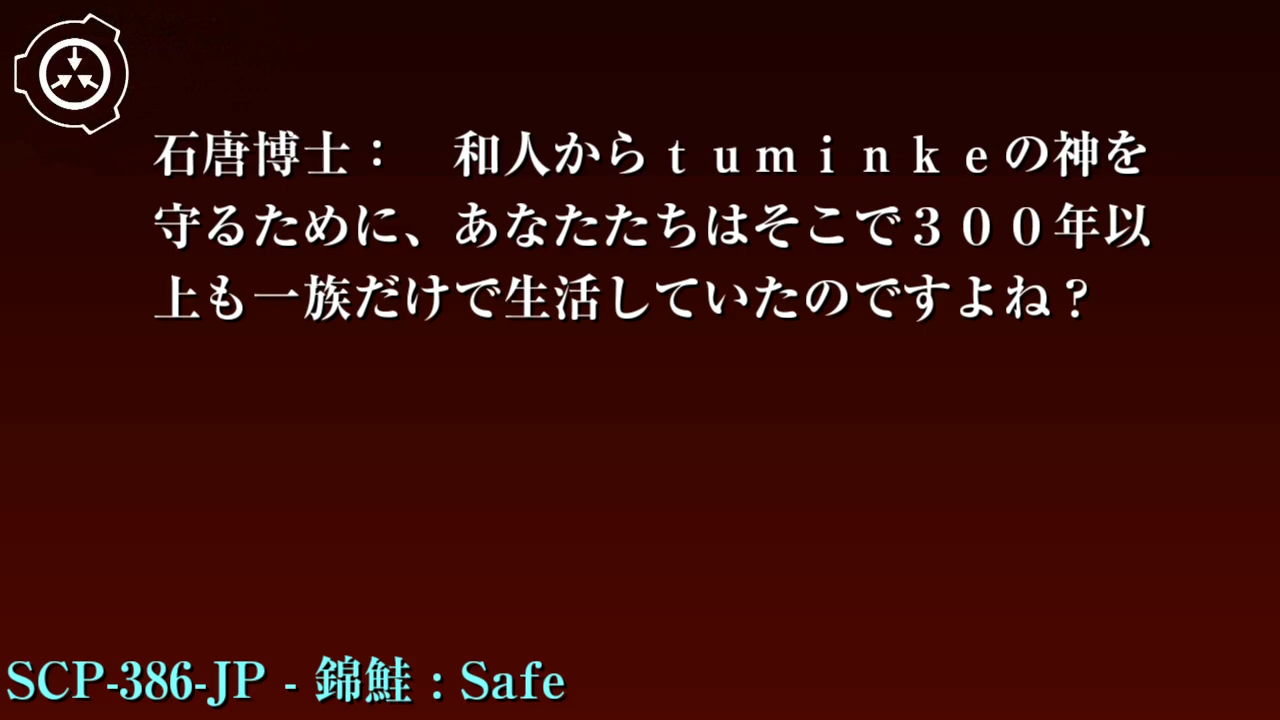 石唐博士：　和人からｔｕｍｉｎｋｅの神を
守るために、あなたたちはそこで３００年以
上も一族だけで生活していたのですよね？
SCP-386-JP - 錦鮭：Safe